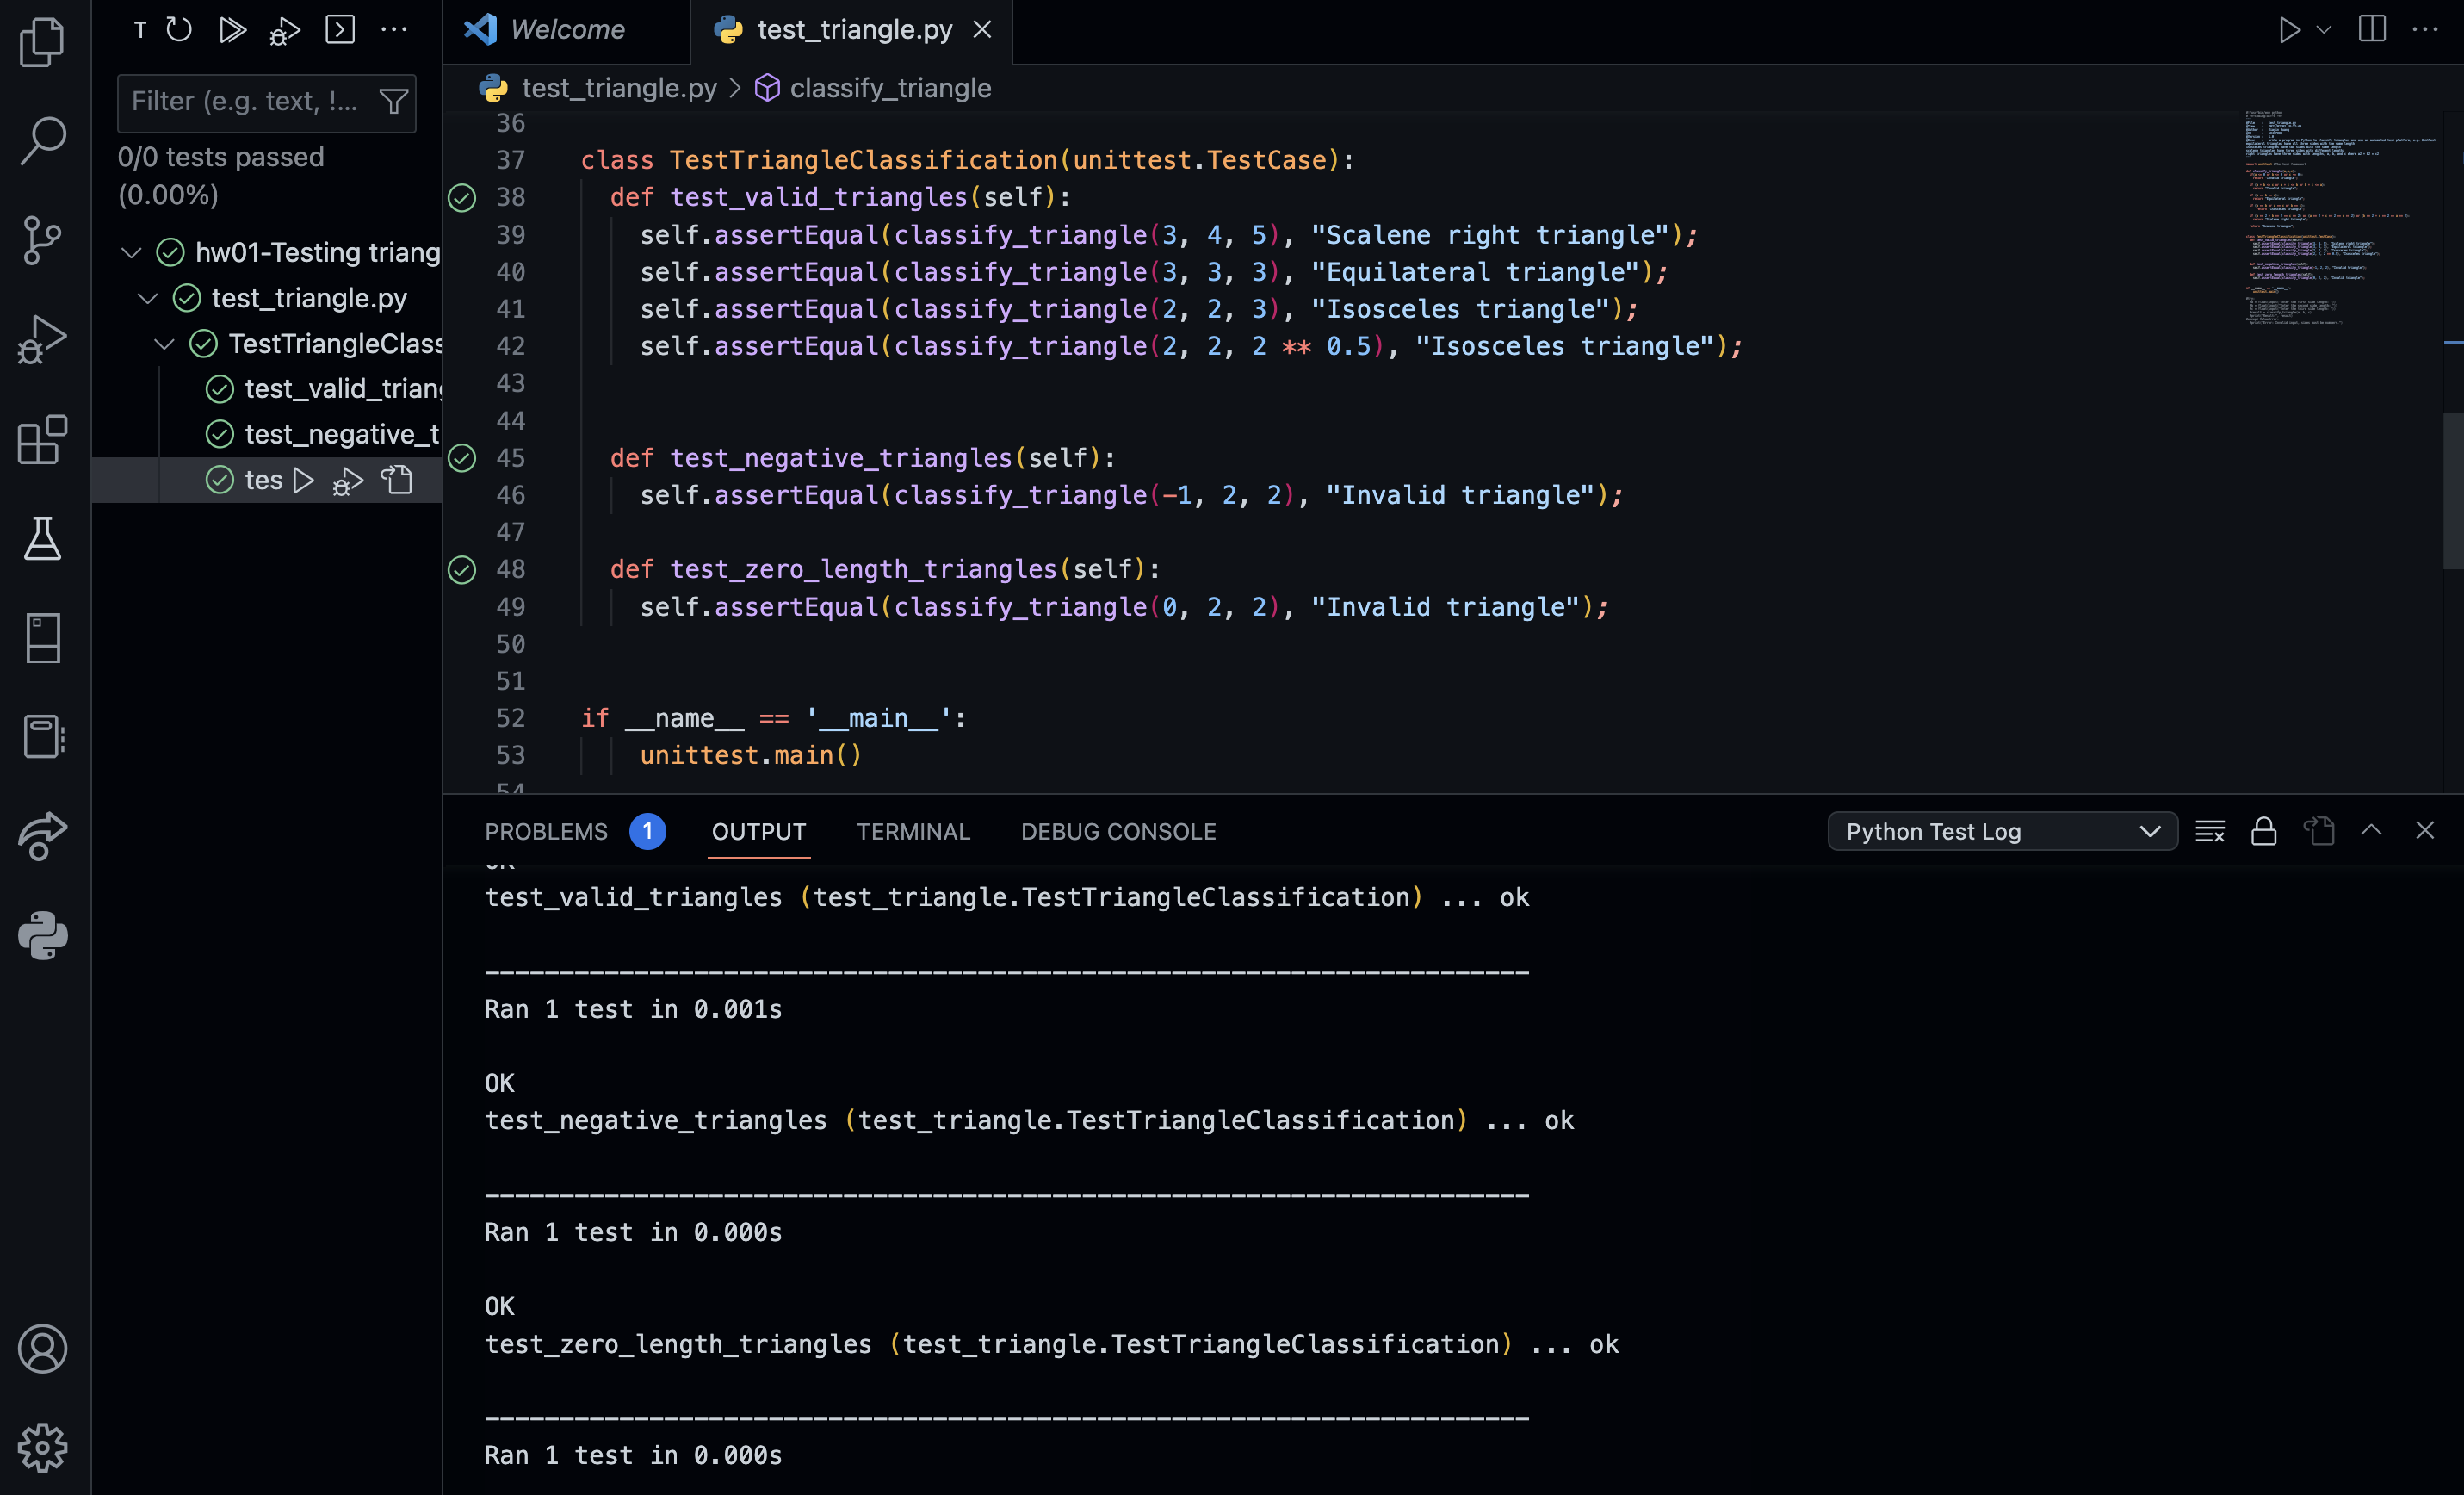 T
Filter (e.g. text, !...
0/0 tests passed
(0.00%)
hw01-Testing triang
test_triangle.py
TestTriangleClass
test_valid_triang
test_negative_t
tes
Welcome
test_triangle.py
test_triangle.py > classify_triangle
36
37 class TestTriangleClassification(unittest.TestCase):
38 def test_valid_triangles(self):
39 self.assertEqual(classify_triangle(3, 4, 5), "Scalene right triangle");
40 self.assertEqual(classify_triangle(3, 3, 3), "Equilateral triangle");
41 self.assertEqual(classify_triangle(2, 2, 3), "Isosceles triangle");
42 self.assertEqual(classify_triangle(2, 2, 2 ** 0.5), "Isosceles triangle");
43
44
45 def test_negative_triangles(self):
46 self.assertEqual(classify_triangle(-1, 2, 2), "Invalid triangle");
47
48 def test_zero_length_triangles(self):
49 self.assertEqual(classify_triangle(0, 2, 2), "Invalid triangle");
50
51
52 if __name__ == '__main__':
53 unittest.main()
54
PROBLEMS 1 OUTPUT TERMINAL DEBUG CONSOLE Python Test Log
OK
test_valid_triangles (test_triangle.TestTriangleClassification) ... ok
----------------------------------------------------------------------
Ran 1 test in 0.001s
OK
test_negative_triangles (test_triangle.TestTriangleClassification) ... ok
----------------------------------------------------------------------
Ran 1 test in 0.000s
OK
test_zero_length_triangles (test_triangle.TestTriangleClassification) ... ok
----------------------------------------------------------------------
Ran 1 test in 0.000s